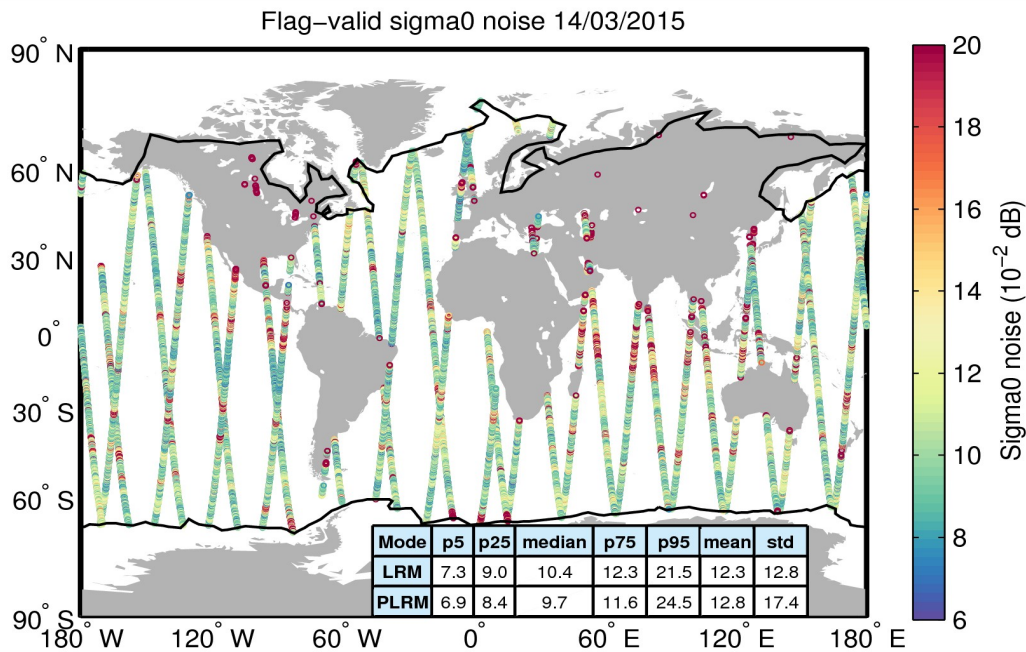 Flag−valid sigma0 noise 14/03/2015
90° N
60° N
30° N
0°
30° S
60° S
90° S
180° W
120° W
60° W
0°
60° E
120° E
180° E
20
18
16
14
12
10
8
6
Sigma0 noise (10⁻² dB)
Mode p5 p25 median p75 p95 mean std
LRM 7.3 9.0 10.4 12.3 21.5 12.3 12.8
PLRM 6.9 8.4 9.7 11.6 24.5 12.8 17.4